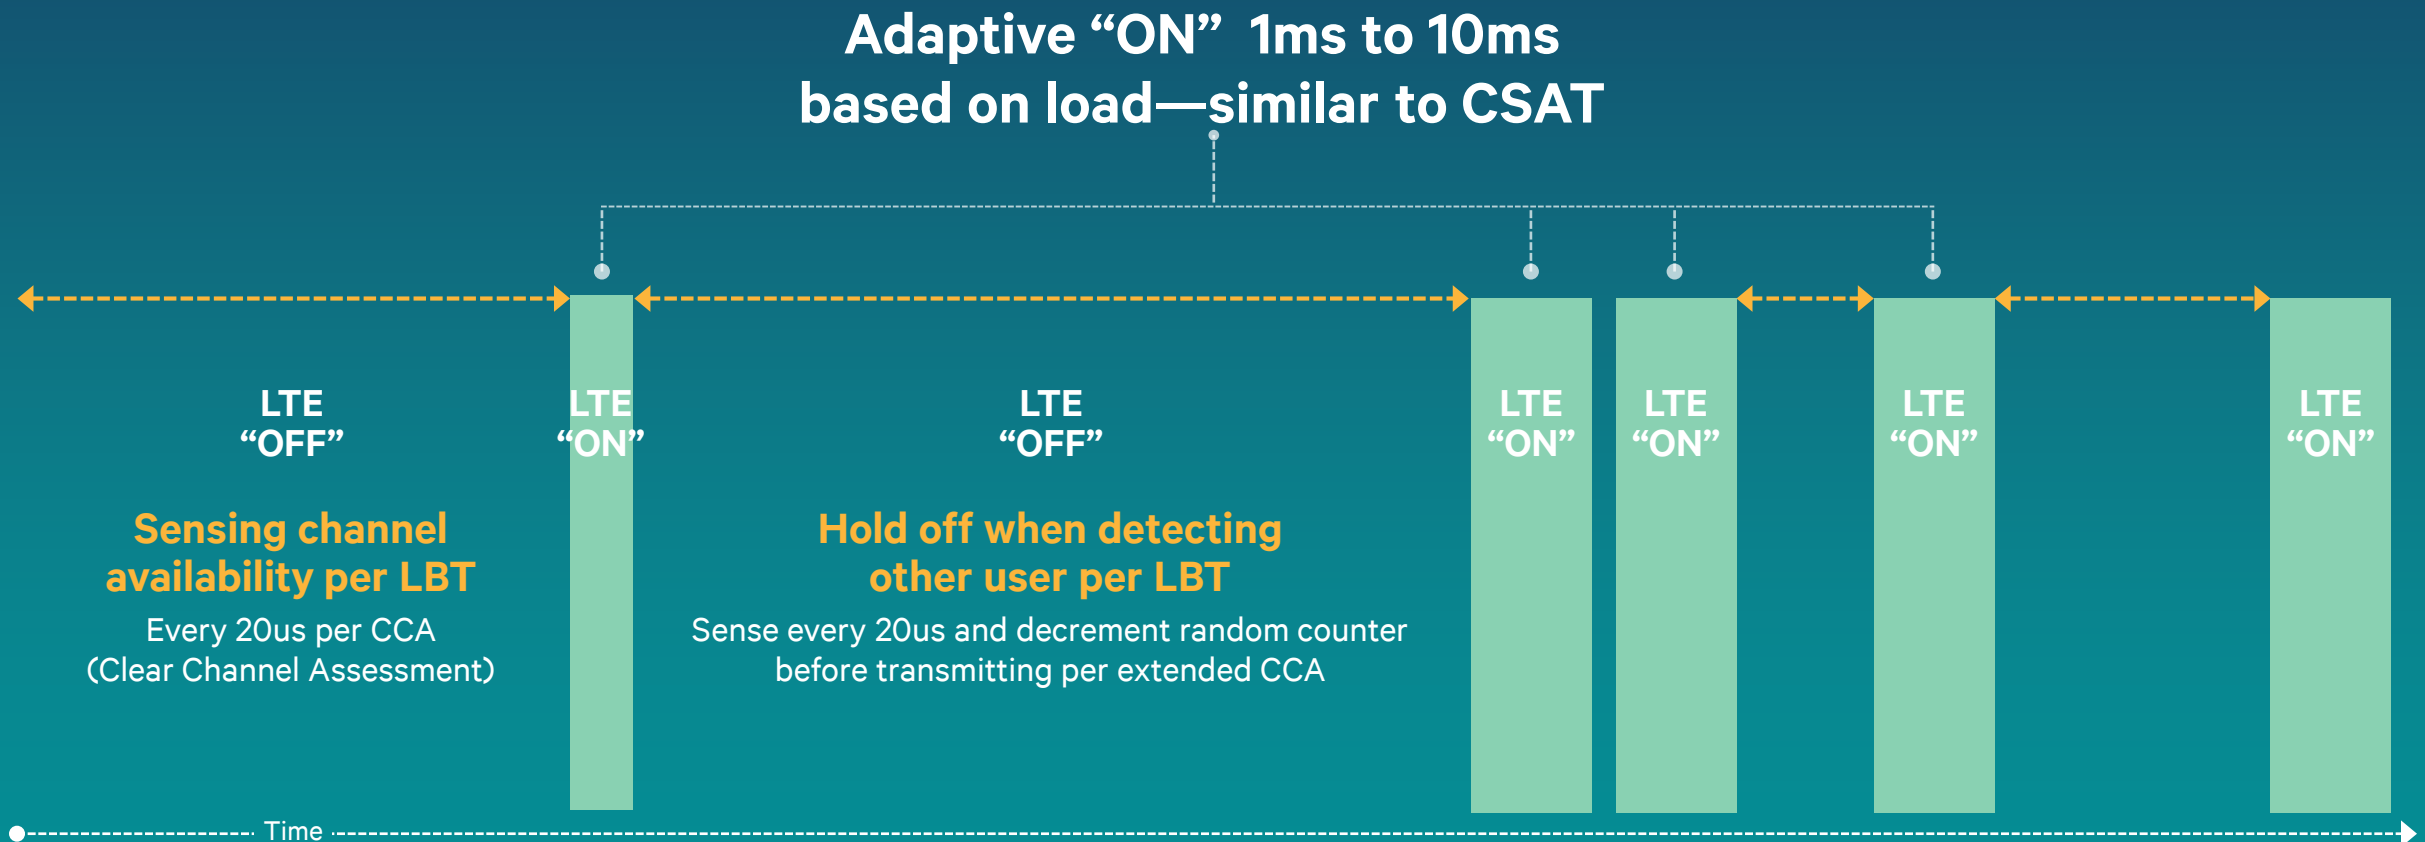 Adaptive “ON” 1ms to 10ms
based on load—similar to CSAT
LTE
“OFF”
LTE
“ON”
LTE
“OFF”
LTE
“ON”
LTE
“ON”
LTE
“ON”
LTE
“ON”
Sensing channel
availability per LBT
Every 20us per CCA
(Clear Channel Assessment)
Hold off when detecting
other user per LBT
Sense every 20us and decrement random counter
before transmitting per extended CCA
Time